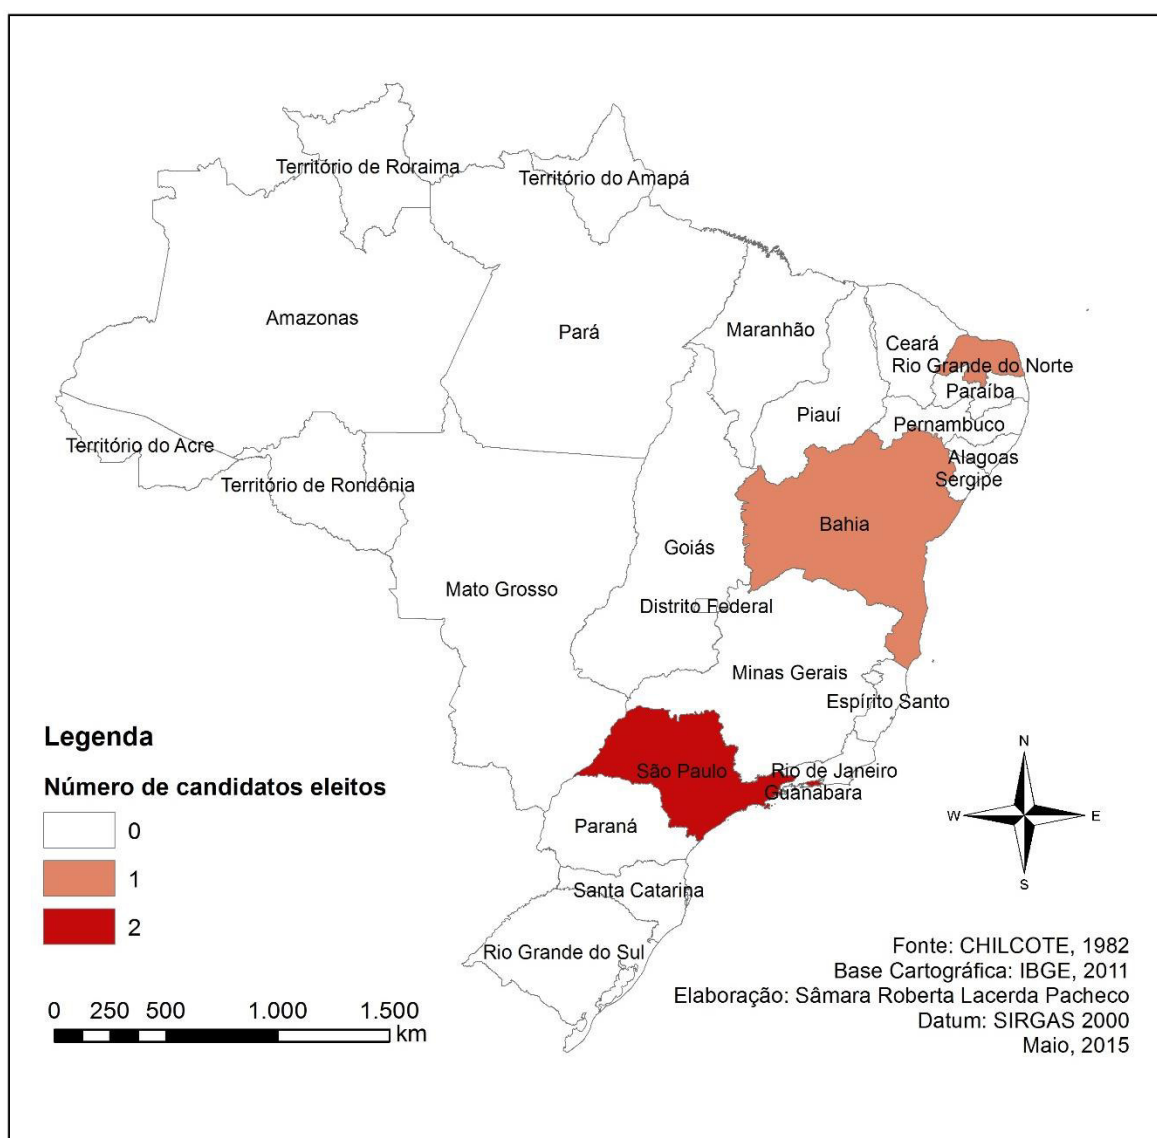 Território de Roraima
Território do Amapá
Amazonas
Pará
Maranhão
Ceará
Rio Grande do Norte
Paraíba
Piauí
Pernambuco
Território do Acre
Alagoas
Sergipe
Território de Rondônia
Bahia
Goiás
Mato Grosso
Distrito Federal
Minas Gerais
Espírito Santo
São Paulo
Rio de Janeiro
Guanabara
Paraná
Santa Catarina
Rio Grande do Sul
Legenda
Número de candidatos eleitos
0
1
2
0 250 500 1.000 1.500
km
N
W E
S
Fonte: CHILCOTE, 1982
Base Cartográfica: IBGE, 2011
Elaboração: Sâmara Roberta Lacerda Pacheco
Datum: SIRGAS 2000
Maio, 2015